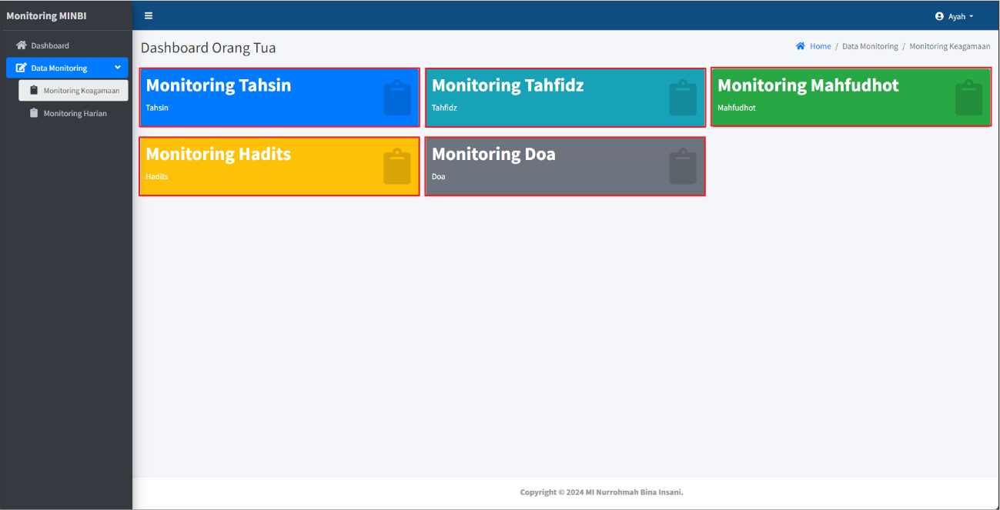 Monitoring MINBI
Ayah
Dashboard
Data Monitoring
Monitoring Keagamaan
Monitoring Harian
Dashboard Orang Tua
Home / Data Monitoring / Monitoring Keagamaan
Monitoring Tahsin
Tahsin
Monitoring Tahfidz
Tahfidz
Monitoring Mahfudhot
Mahfudhot
Monitoring Hadits
Hadits
Monitoring Doa
Doa
Copyright © 2024 MI Nurrohmah Bina Insani.